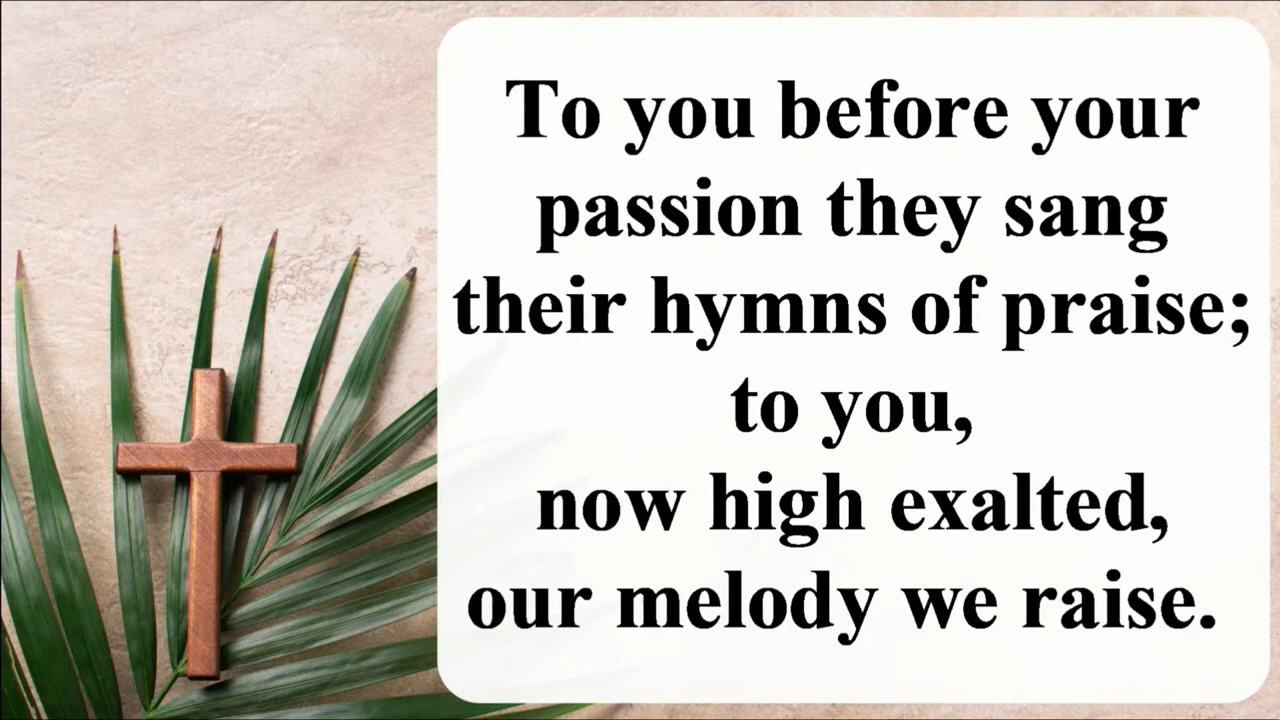 To you before your
passion they sang
their hymns of praise;
to you,
now high exalted,
our melody we raise.